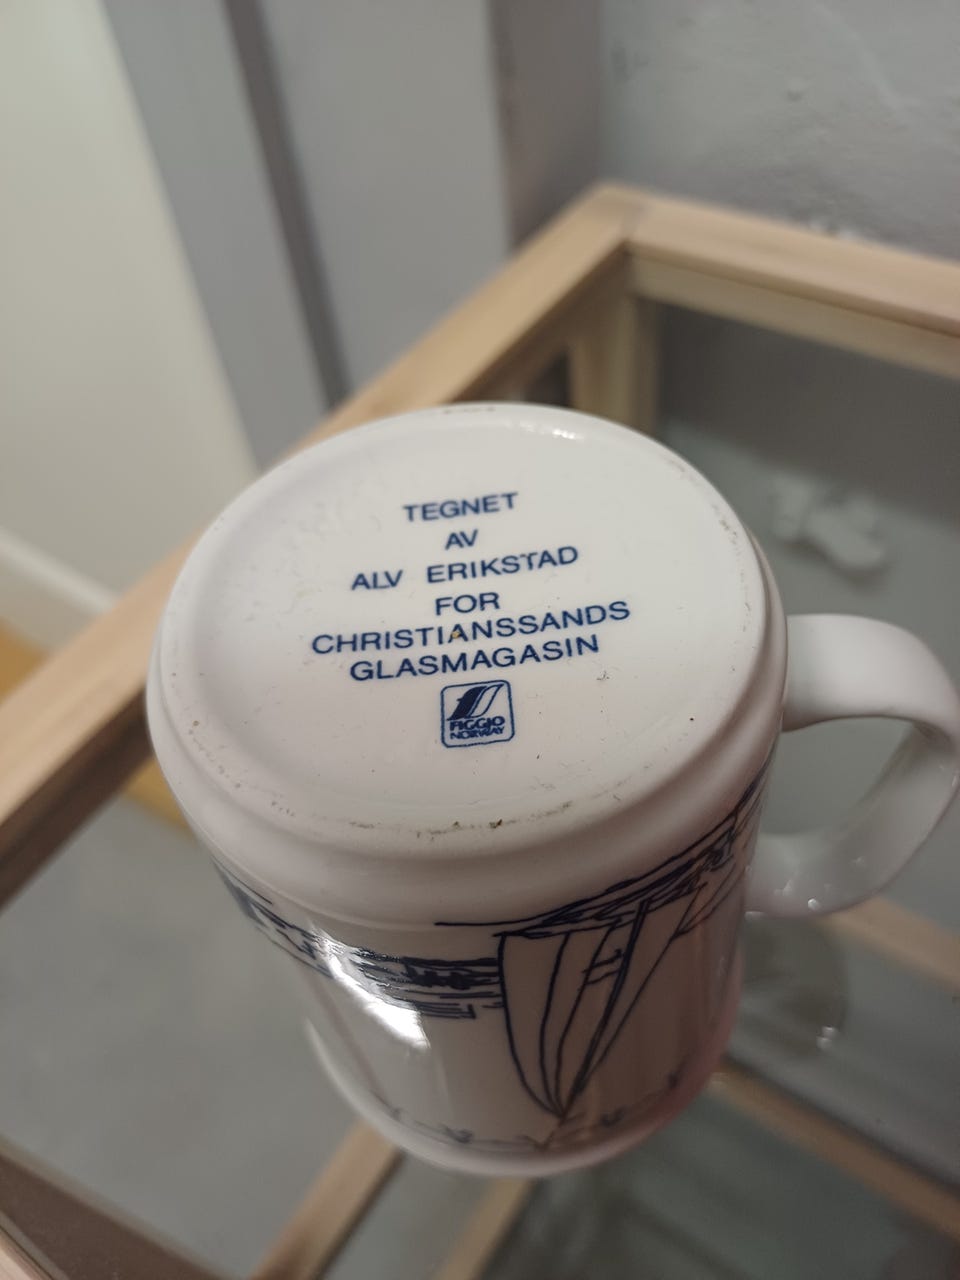 TEGNET
AV
ALV ERIKSTAD
FOR
CHRISTIANSSANDS
GLASMAGASIN
FIGGJO
NORWAY